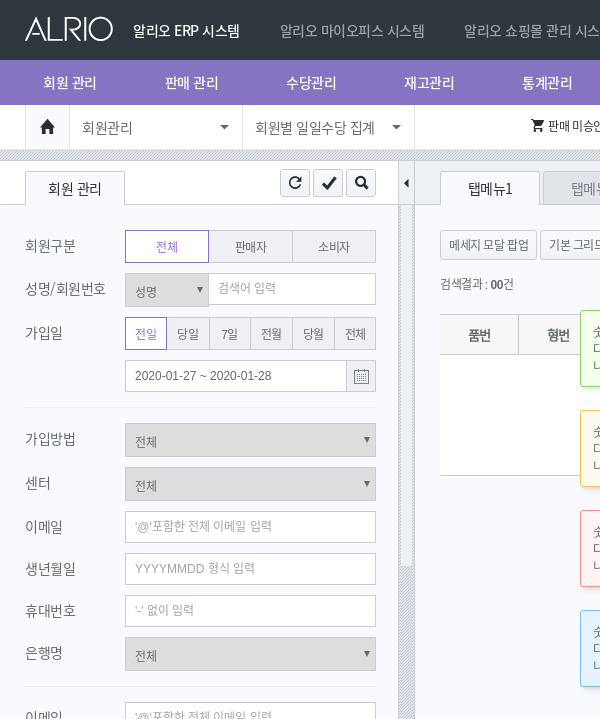 ALRIO 알리오 ERP 시스템 알리오 마이오피스 시스템 알리오 쇼핑몰 관리 시스
회원 관리 판매 관리 수당관리 재고관리 통계관리
회원관리 회원별 일일수당 집계 판매 미승인
회원 관리 탭메뉴1 탭메뉴
회원구분 전체 판매자 소비자
메세지 모달 팝업 기본 그리드
성명/회원번호 성명 검색어 입력
검색결과 : 00건
가입일 전일 당일 7일 전월 당월 전체
품번 형번
2020-01-27 ~ 2020-01-28
가입방법 전체
센터 전체
이메일 '@'포함한 전체 이메일 입력
생년월일 YYYYMMDD 형식 입력
휴대번호 '-' 없이 입력
은행명 전체
이메일 '@'포함한 전체 이메일 입력